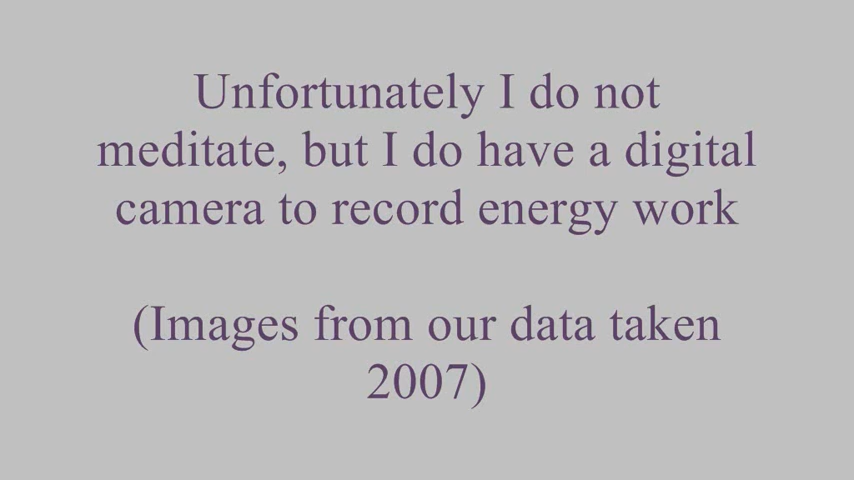 Unfortunately I do not
meditate, but I do have a digital
camera to record energy work
(Images from our data taken
2007)